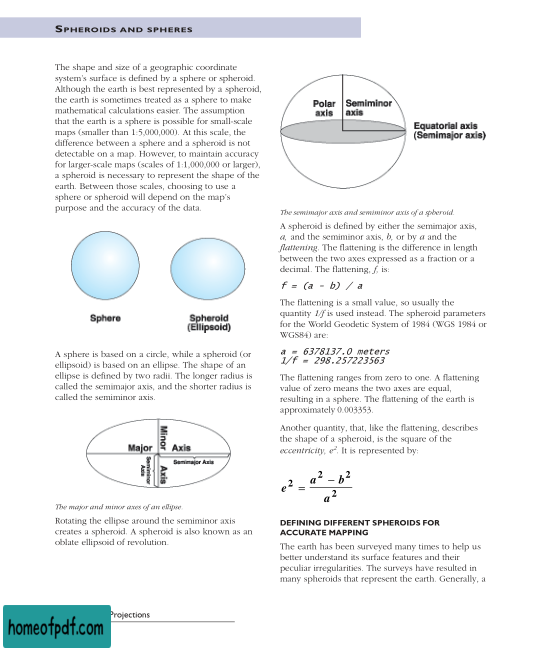 SPHEROIDS AND SPHERES
The shape and size of a geographic coordinate
system's surface is defined by a sphere or spheroid.
Although the earth is best represented by a spheroid,
the earth is sometimes treated as a sphere to make
mathematical calculations easier. The assumption
that the earth is a sphere is possible for small-scale
maps (smaller than 1:5,000,000). At this scale, the
difference between a sphere and a spheroid is not
detectable on a map. However, to maintain accuracy
for larger-scale maps (scales of 1:1,000,000 or larger),
a spheroid is necessary to represent the shape of the
earth. Between those scales, choosing to use a
sphere or spheroid will depend on the map's
purpose and the accuracy of the data.
Sphere
Spheroid
(Ellipsoid)
A sphere is based on a circle, while a spheroid (or
ellipsoid) is based on an ellipse. The shape of an
ellipse is defined by two radii. The longer radius is
called the semimajor axis, and the shorter radius is
called the semiminor axis.
Major Axis
Minor Axis
Semimajor Axis
Semiminor Axis
The major and minor axes of an ellipse.
Rotating the ellipse around the semiminor axis
creates a spheroid. A spheroid is also known as an
oblate ellipsoid of revolution.
Polar axis
Semiminor axis
Equatorial axis
(Semimajor axis)
The semimajor axis and semiminor axis of a spheroid.
A spheroid is defined by either the semimajor axis,
a, and the semiminor axis, b, or by a and the
flattening. The flattening is the difference in length
between the two axes expressed as a fraction or a
decimal. The flattening, f, is:
f = (a - b) / a
The flattening is a small value, so usually the
quantity 1/f is used instead. The spheroid parameters
for the World Geodetic System of 1984 (WGS 1984 or
WGS84) are:
a = 6378137.0 meters
1/f = 298.257223563
The flattening ranges from zero to one. A flattening
value of zero means the two axes are equal,
resulting in a sphere. The flattening of the earth is
approximately 0.003353.
Another quantity, that, like the flattening, describes
the shape of a spheroid, is the square of the
eccentricity, e². It is represented by:
e² = (a² − b²) / a²
DEFINING DIFFERENT SPHEROIDS FOR
ACCURATE MAPPING
The earth has been surveyed many times to help us
better understand its surface features and their
peculiar irregularities. The surveys have resulted in
many spheroids that represent the earth. Generally, a
Projections
homeofpdf.com